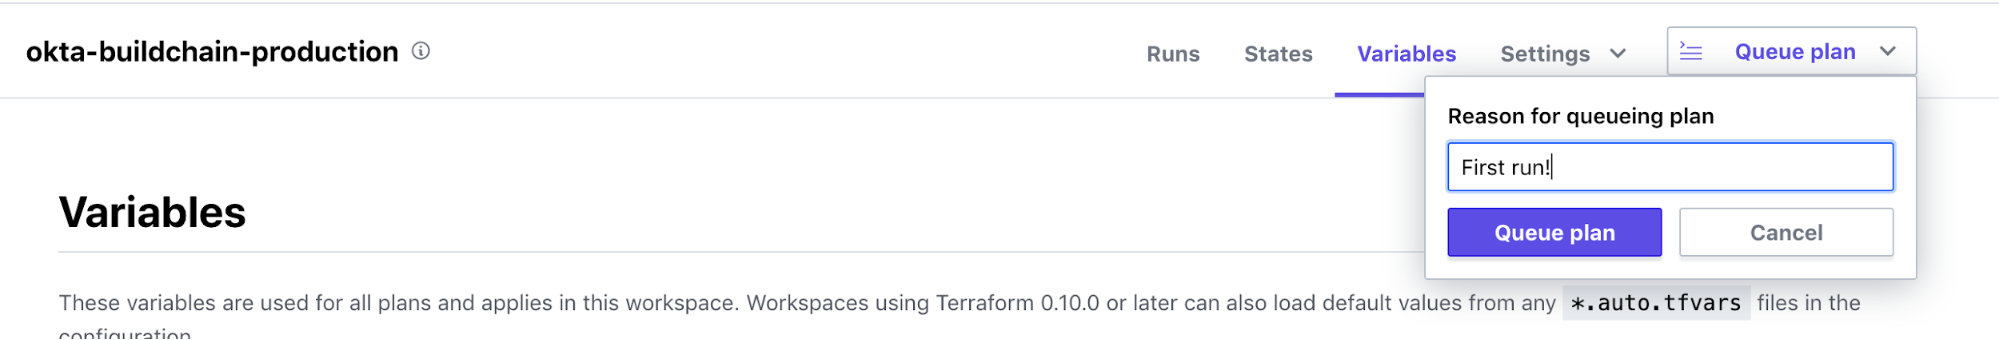 okta-buildchain-production
Runs States Variables Settings Queue plan
Reason for queueing plan
First run!
Queue plan Cancel
Variables
These variables are used for all plans and applies in this workspace. Workspaces using Terraform 0.10.0 or later can also load default values from any *.auto.tfvars files in the
configuration.